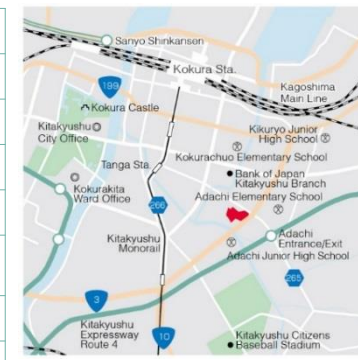 Sanyo Shinkansen
Kokura Sta.
199
Kagoshima
Main Line
Kokura Castle
Kitakyushu
City Office
Kikuryo Junior
High School
Kokurachuo Elementary School
Tanga Sta.
Bank of Japan
Kitakyushu Branch
Kokurakita
Ward Office
Adachi Elementary School
266
Kitakyushu
Monorail
Adachi
Entrance/Exit
Adachi Junior High School
265
3
Kitakyushu
Expressway
Route 4
10
Kitakyushu Citizens
Baseball Stadium